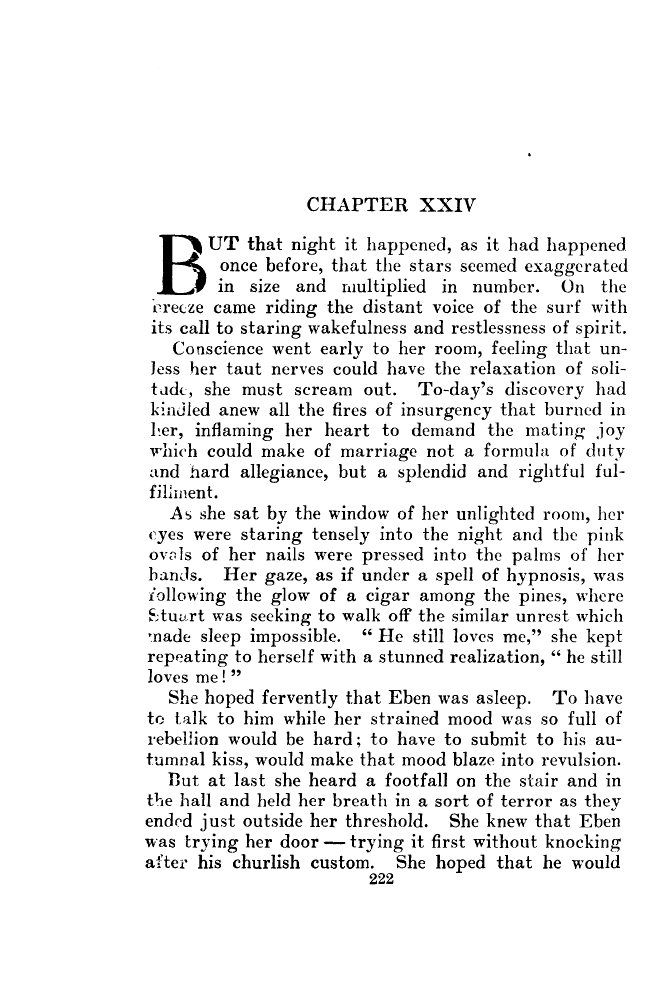 CHAPTER XXIV
BUT that night it happened, as it had happened
once before, that the stars seemed exaggerated
in size and multiplied in number. On the
breeze came riding the distant voice of the surf with
its call to staring wakefulness and restlessness of spirit.
Conscience went early to her room, feeling that un-
less her taut nerves could have the relaxation of soli-
tude, she must scream out. To-day's discovery had
kindled anew all the fires of insurgency that burned in
her, inflaming her heart to demand the mating joy
which could make of marriage not a formula of duty
and hard allegiance, but a splendid and rightful ful-
filiment.
As she sat by the window of her unlighted room, her
eyes were staring tensely into the night and the pink
ovals of her nails were pressed into the palms of her
hands. Her gaze, as if under a spell of hypnosis, was
following the glow of a cigar among the pines, where
Stuart was seeking to walk off the similar unrest which
made sleep impossible. “ He still loves me,” she kept
repeating to herself with a stunned realization, “ he still
loves me! ”
She hoped fervently that Eben was asleep. To have
to talk to him while her strained mood was so full of
rebellion would be hard; to have to submit to his au-
tumnal kiss, would make that mood blaze into revulsion.
But at last she heard a footfall on the stair and in
the hall and held her breath in a sort of terror as they
ended just outside her threshold. She knew that Eben
was trying her door — trying it first without knocking
after his churlish custom. She hoped that he would
222